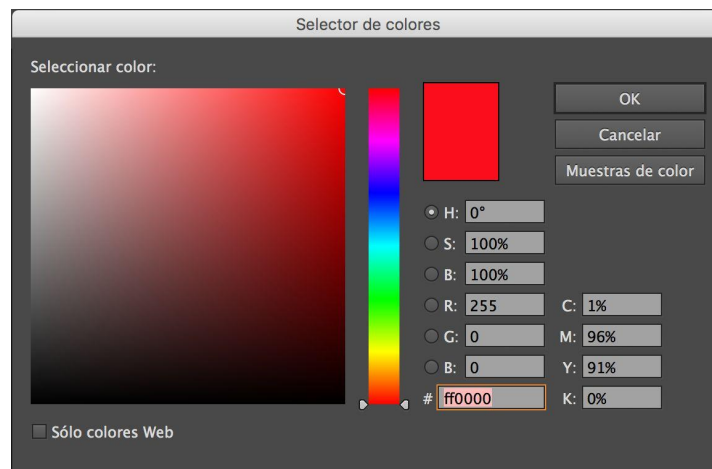 Selector de colores
Seleccionar color:
OK
Cancelar
Muestras de color
H: 0°
S: 100%
B: 100%
R: 255 C: 1%
G: 0 M: 96%
B: 0 Y: 91%
# ff0000 K: 0%
Sólo colores Web